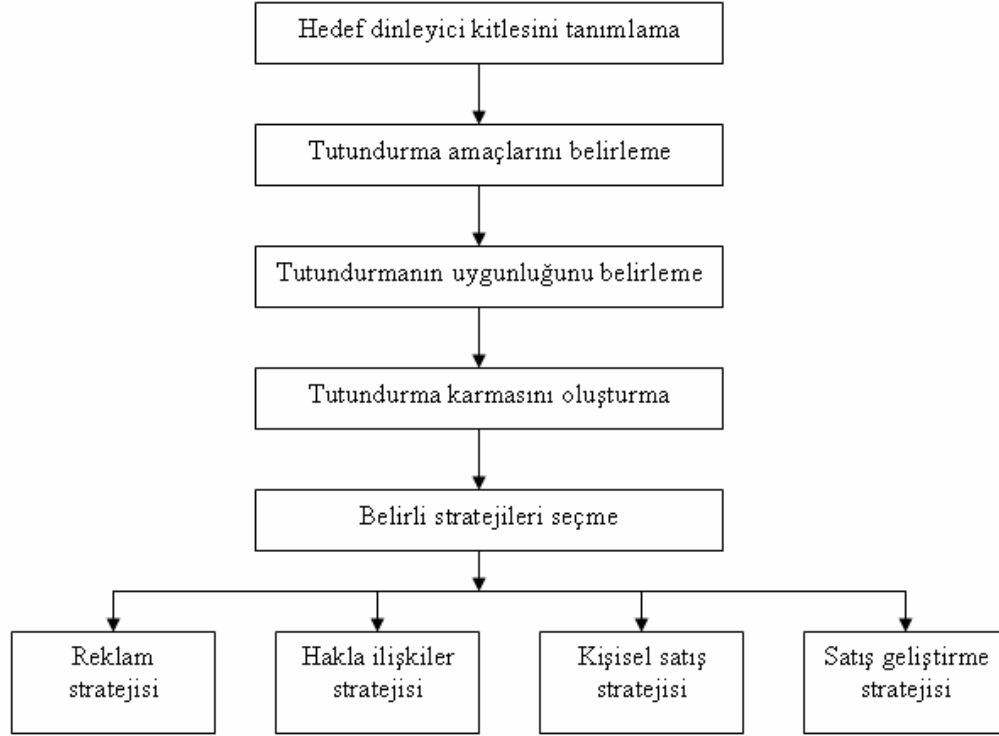 Hedef dinleyici kitlesini tanımlama
Tutundurma amaçlarını belirleme
Tutundurmanın uygunluğunu belirleme
Tutundurma karmasını oluşturma
Belirli stratejileri seçme
Reklam
stratejisi
Hakla ilişkiler
stratejisi
Kişisel satış
stratejisi
Satış geliştirme
stratejisi